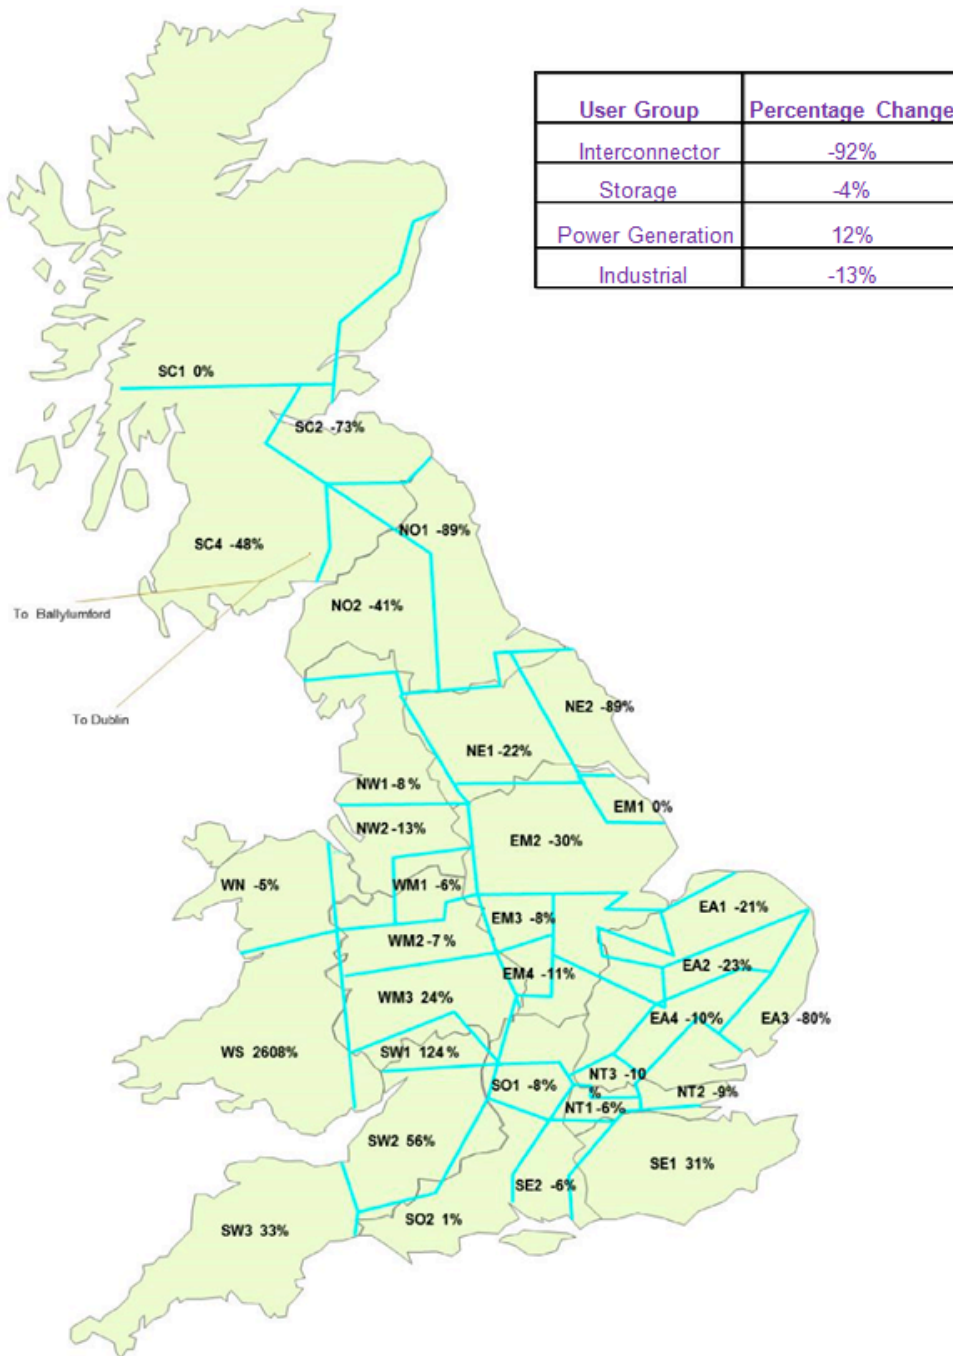 User Group Percentage Change
Interconnector -92%
Storage -4%
Power Generation 12%
Industrial -13%
SC1 0%
SC2 -73%
NO1 -89%
SC4 -48%
NO2 -41%
To Ballylumford
To Dublin
NE2 -89%
NE1 -22%
NW1 -8%
EM1 0%
NW2 -13%
EM2 -30%
WN -5%
WM1 -6%
EA1 -21%
EM3 -8%
WM2 -7%
EA2 -23%
EM4 -11%
WM3 24%
EA4 -10%
EA3 -80%
WS 2608%
SW1 124%
NT3 -10
%
SO1 -8%
NT2 -9%
NT1 -6%
SW2 56%
SE1 31%
SE2 -6%
SO2 1%
SW3 33%